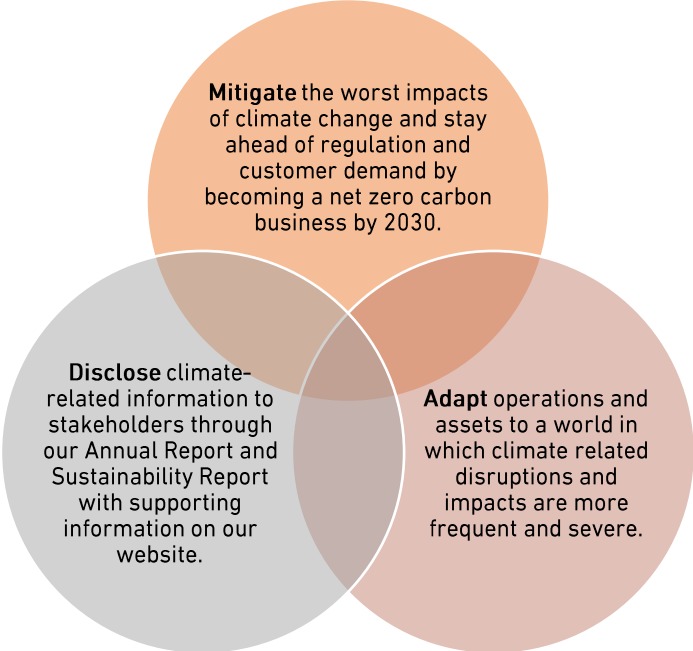 Mitigate the worst impacts
of climate change and stay
ahead of regulation and
customer demand by
becoming a net zero carbon
business by 2030.
Disclose climate-
related information to
stakeholders through
our Annual Report and
Sustainability Report
with supporting
information on our
website.
Adapt operations and
assets to a world in
which climate related
disruptions and
impacts are more
frequent and severe.